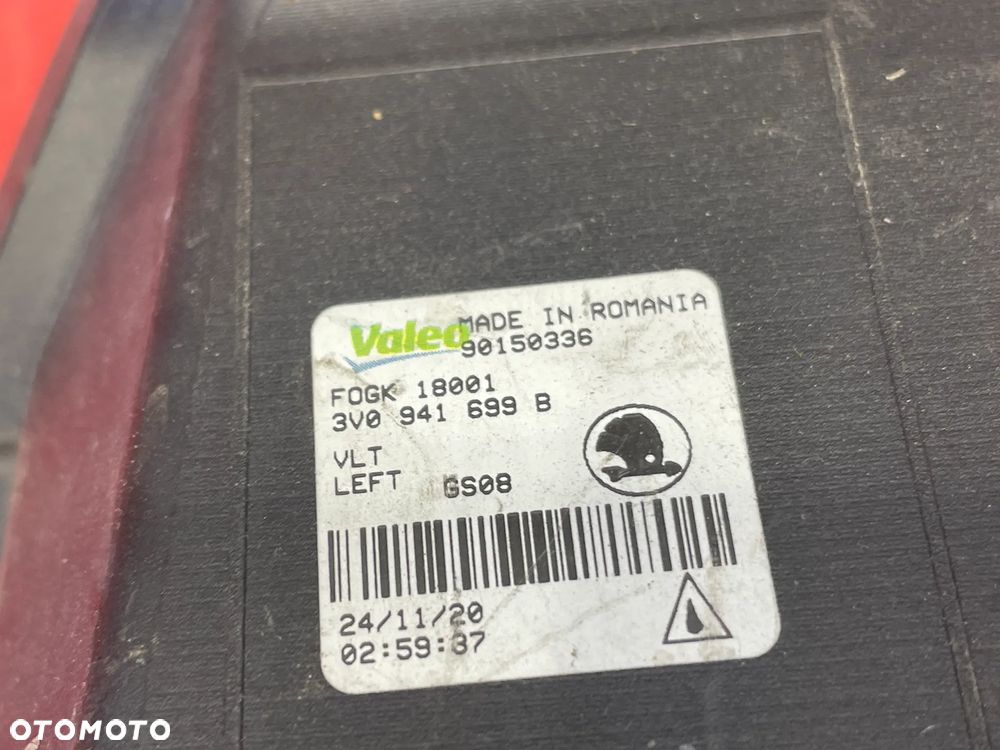 Valeo MADE IN ROMANIA
90150336
FOGK 18001
3V0 941 699 B
VLT
LEFT GS08
24/11/20
02:59:37
OTOMOTO